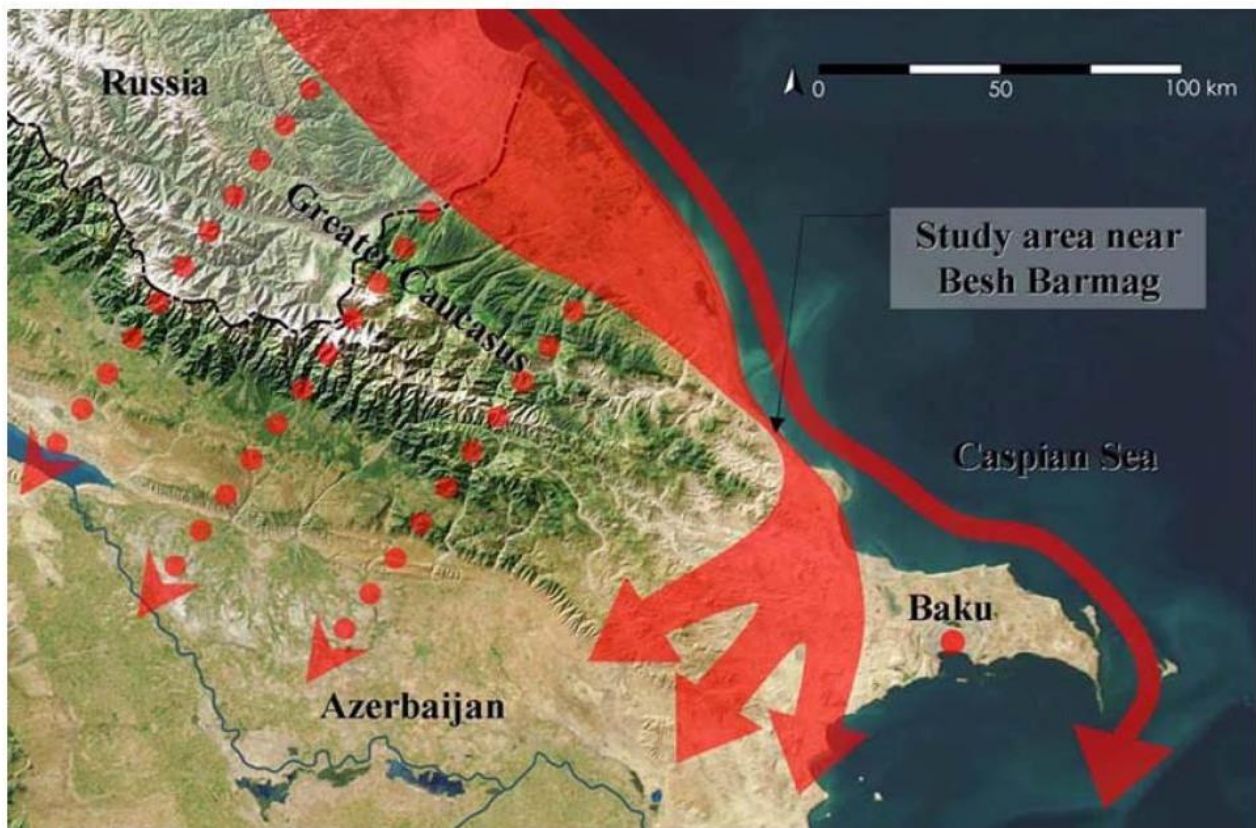 Russia
0 50 100 km
Greater Caucasus
Study area near
Besh Barmag
Caspian Sea
Baku
Azerbaijan